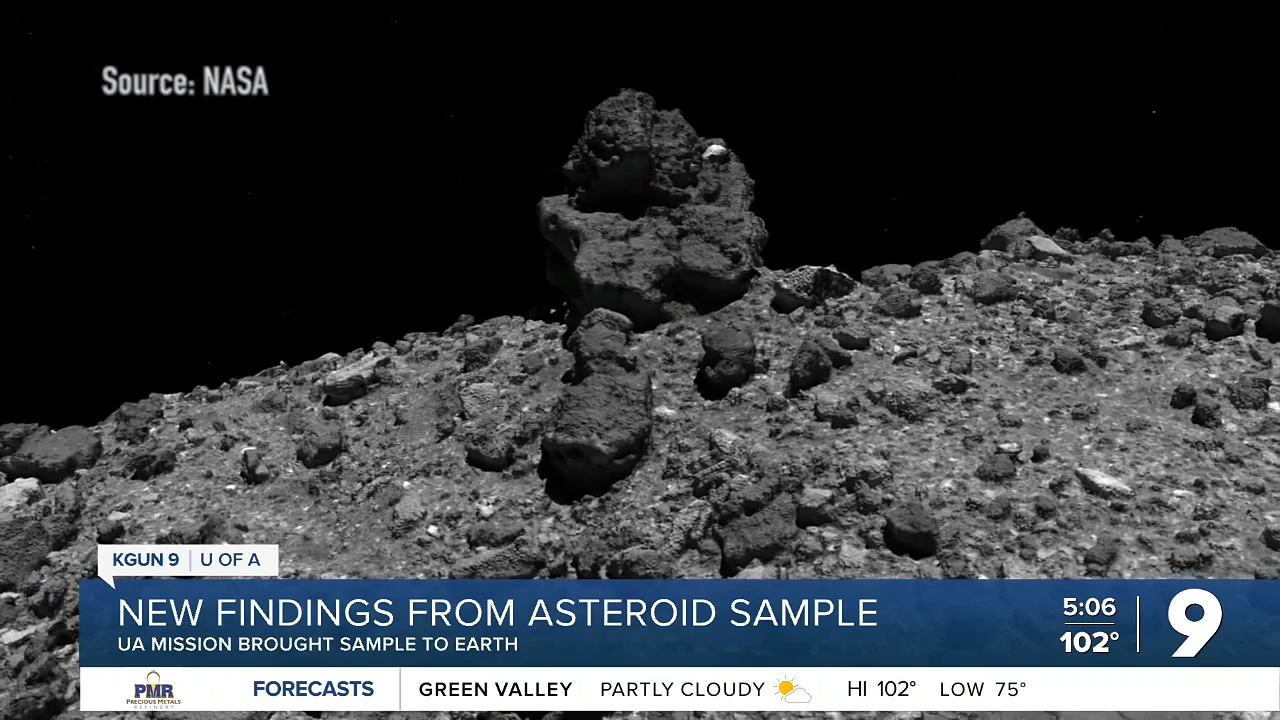 Source: NASA
KGUN 9 | U OF A
NEW FINDINGS FROM ASTEROID SAMPLE
UA MISSION BROUGHT SAMPLE TO EARTH
5:06
102°
9
PMR
PRECIOUS METALS
REFINERY
FORECASTS
GREEN VALLEY PARTLY CLOUDY HI 102° LOW 75°